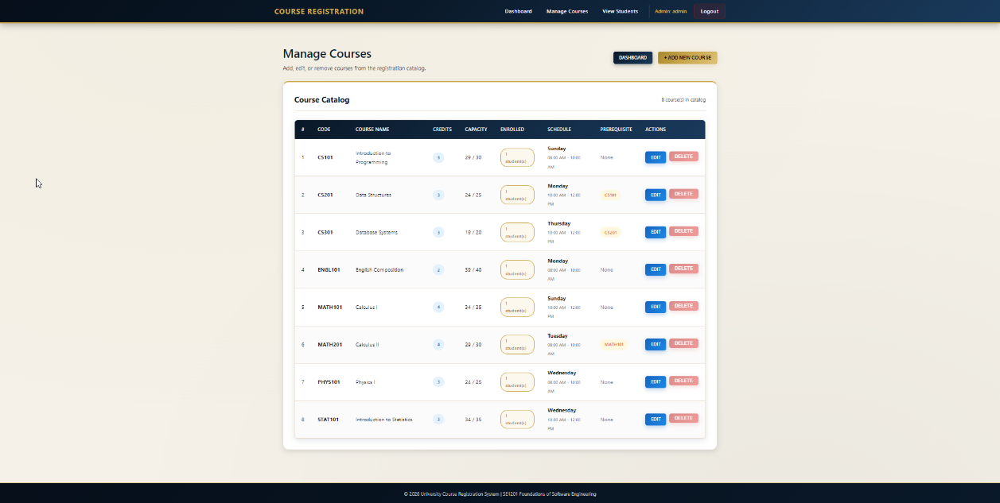 COURSE REGISTRATION Dashboard Manage Courses View Students Admin: admin Logout
Manage Courses
Add, edit, or remove courses from the registration catalog.
DASHBOARD + ADD NEW COURSE
Course Catalog 8 course(s) in catalog
# CODE COURSE NAME CREDITS CAPACITY ENROLLED SCHEDULE PREREQUISITE ACTIONS
1 CS101 Introduction to Programming 3 29 / 30 1 student(s) Sunday 08:00 AM - 10:00 AM None EDIT DELETE
2 CS201 Data Structures 3 24 / 25 1 student(s) Monday 10:00 AM - 12:00 PM CS101 EDIT DELETE
3 CS301 Database Systems 3 19 / 20 1 student(s) Thursday 10:00 AM - 12:00 PM CS201 EDIT DELETE
4 ENGL101 English Composition 2 39 / 40 1 student(s) Monday 08:00 AM - 10:00 AM None EDIT DELETE
5 MATH101 Calculus I 4 34 / 35 1 student(s) Sunday 10:00 AM - 12:00 PM None EDIT DELETE
6 MATH201 Calculus II 4 29 / 30 1 student(s) Tuesday 08:00 AM - 10:00 AM MATH101 EDIT DELETE
7 PHYS101 Physics I 3 24 / 25 1 student(s) Wednesday 08:00 AM - 10:00 AM None EDIT DELETE
8 STAT101 Introduction to Statistics 3 34 / 35 1 student(s) Wednesday 10:00 AM - 12:00 PM None EDIT DELETE
© 2026 University Course Registration System | SE1201 Foundations of Software Engineering